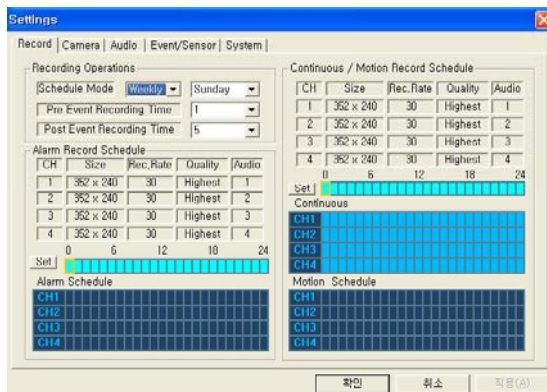 Settings
Record Camera Audio Event/Sensor System
Recording Operations
Schedule Mode Weekly Sunday
Pre Event Recording Time 1
Post Event Recording Time 5
Alarm Record Schedule
CH Size Rec,Rate Quality Audio
1 352 x 240 30 Highest 1
2 352 x 240 30 Highest 2
3 352 x 240 30 Highest 3
4 352 x 240 30 Highest 4
0 6 12 18 24
Set
Alarm Schedule
CH1
CH2
CH3
CH4
Continuous / Motion Record Schedule
CH Size Rec,Rate Quality Audio
1 352 x 240 30 Highest 1
2 352 x 240 30 Highest 2
3 352 x 240 30 Highest 3
4 352 x 240 30 Highest 4
0 6 12 18 24
Set
Continuous
CH1
CH2
CH3
CH4
Motion Schedule
CH1
CH2
CH3
CH4
확인 취소 적용(A)